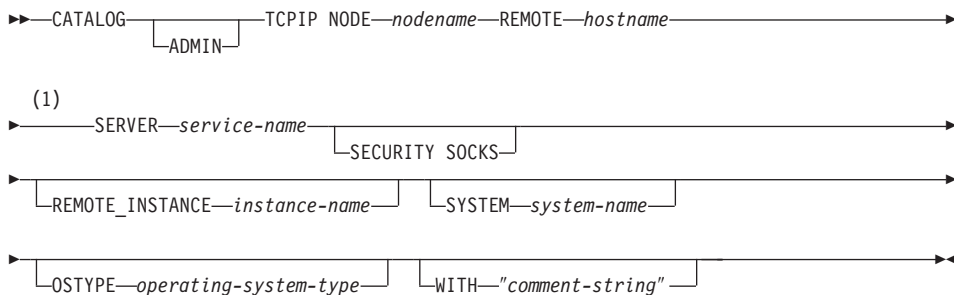 CATALOG TCPIP NODE nodename REMOTE hostname
ADMIN
(1)
SERVER service-name
SECURITY SOCKS
REMOTE_INSTANCE instance-name SYSTEM system-name
OSTYPE operating-system-type WITH "comment-string"